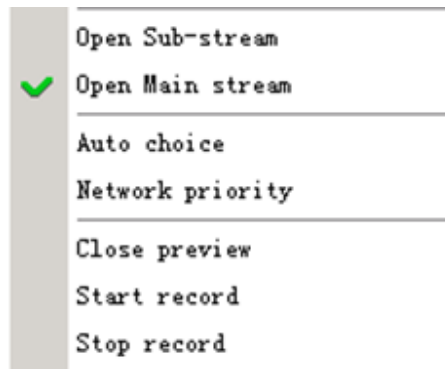 Open Sub-stream
Open Main stream
Auto choice
Network priority
Close preview
Start record
Stop record